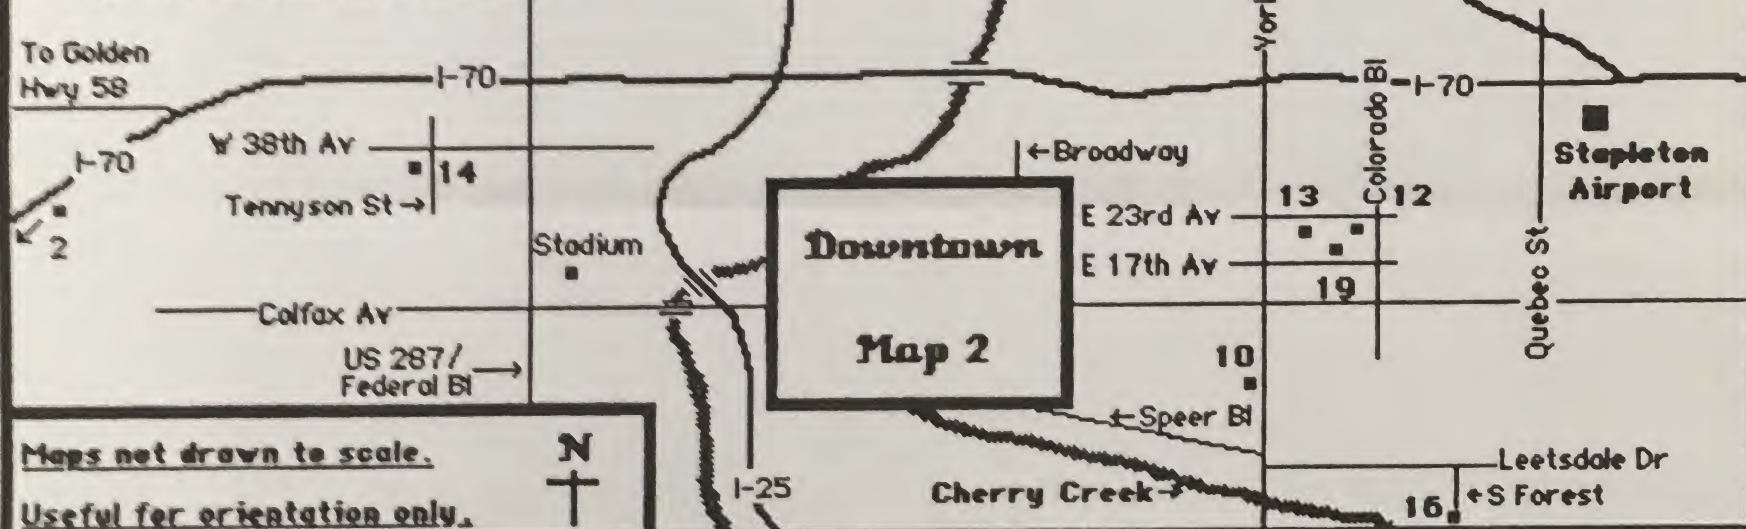 To Golden
Hwy 58
I-70
I-70
W 38th Av
14
Tennyson St→
2
Stadium
Colfax Av
US 287/
Federal Bl
←Broadway
Downtown
Map 2
E 23rd Av
E 17th Av
13
12
19
10
Colorado Bl
I-70
Stapleton
Airport
Quebec St
←Speer Bl
Leetsdale Dr
←S Forest
16
Cherry Creek→
I-25
N
Maps not drawn to scale.
Useful for orientation only.